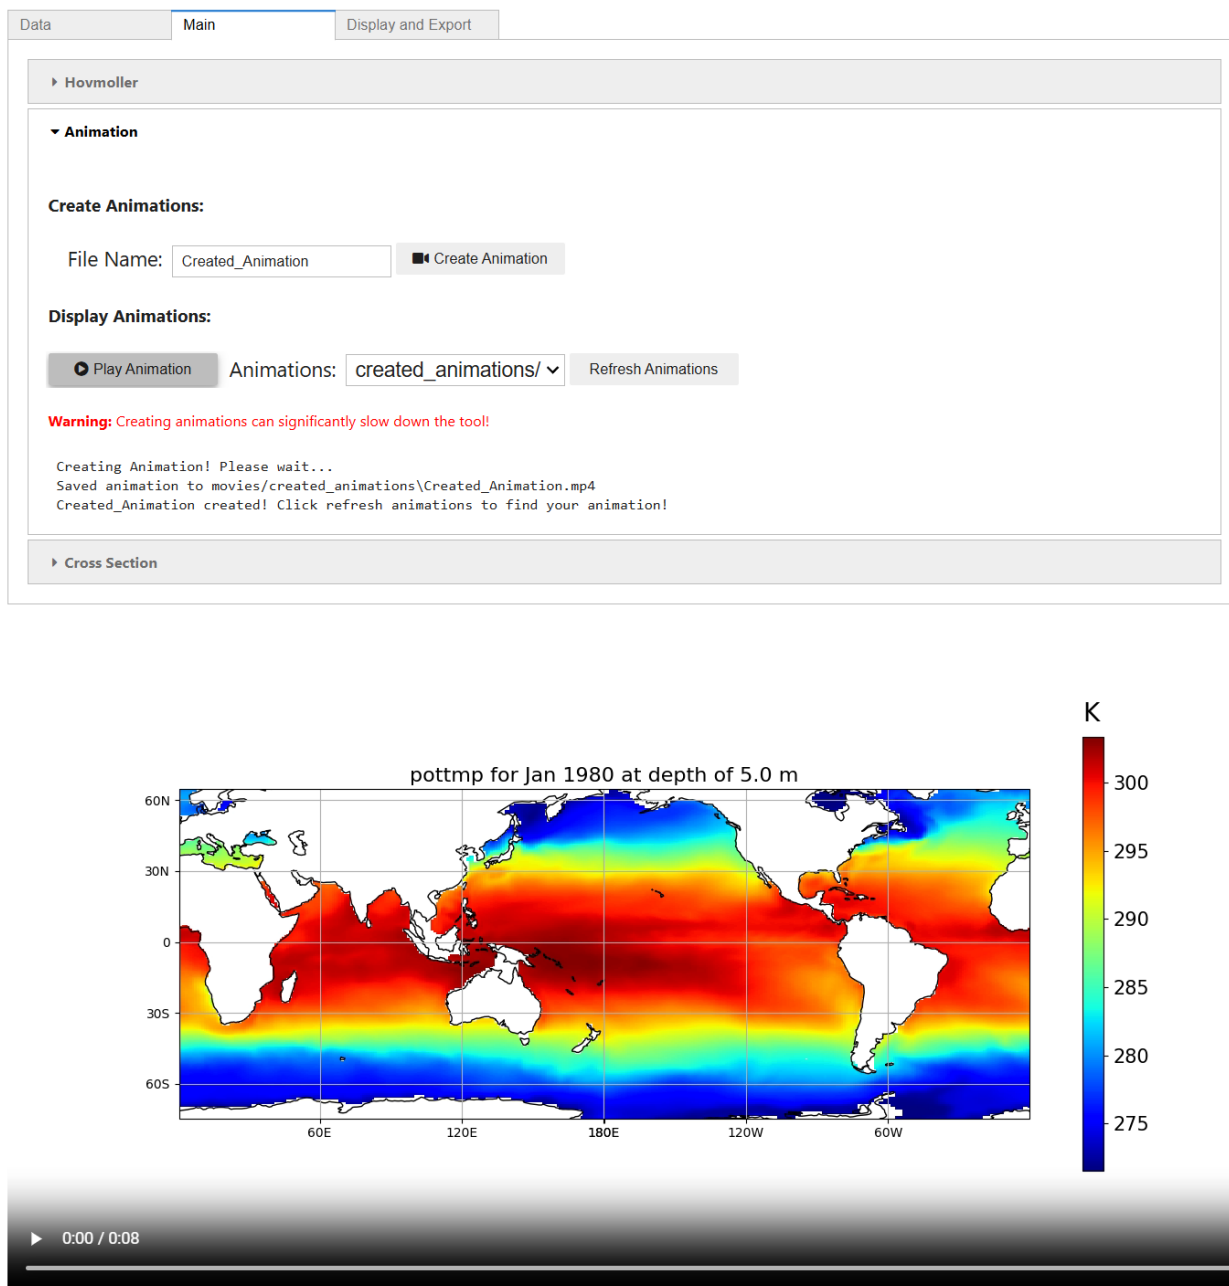 Data Main Display and Export
Hovmoller
Animation
Create Animations:
File Name: Created_Animation Create Animation
Display Animations:
Play Animation Animations: created_animations/ Refresh Animations
Warning: Creating animations can significantly slow down the tool!
Creating Animation! Please wait...
Saved animation to movies/created_animations\Created_Animation.mp4
Created_Animation created! Click refresh animations to find your animation!
Cross Section
K
pottmp for Jan 1980 at depth of 5.0 m
60N
30N
0
30S
60S
60E 120E 180E 120W 60W
300
295
290
285
280
275
0:00 / 0:08